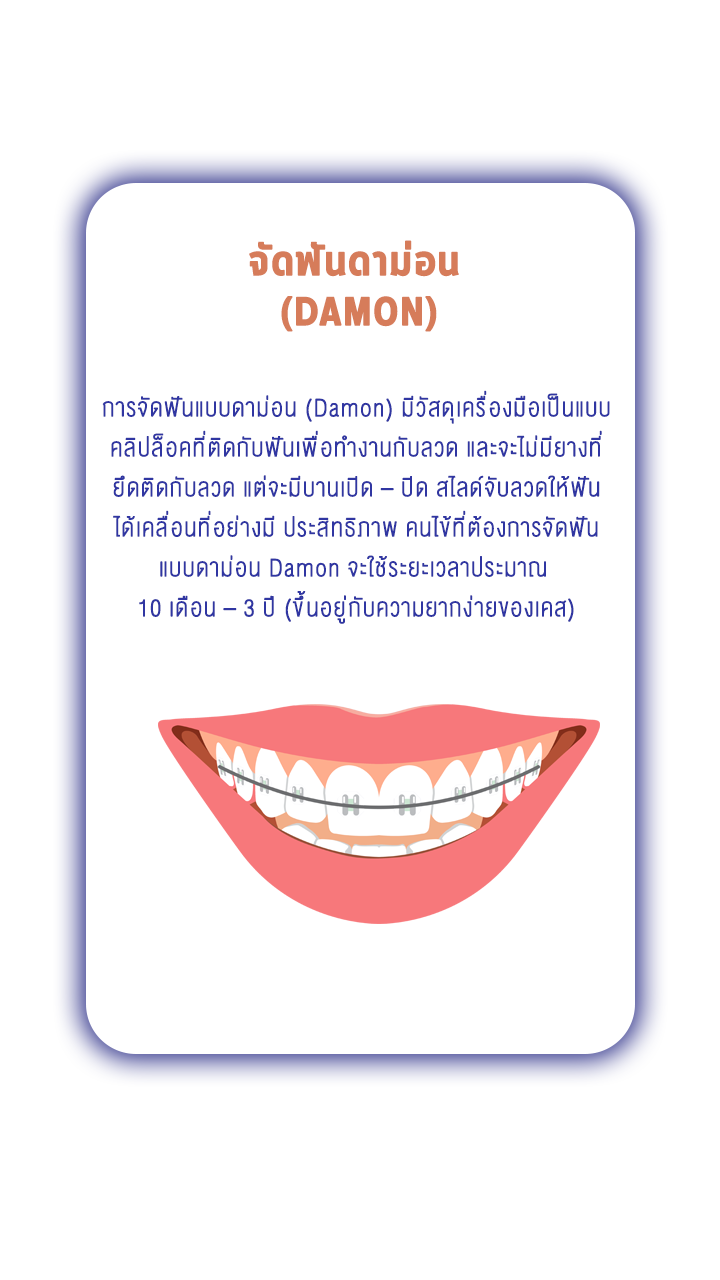 จัดฟันดาม่อน
(DAMON)
การจัดฟันแบบดาม่อน (Damon) มีวัสดุเครื่องมือเป็นแบบ
คลิปล็อคที่ติดกับฟันเพื่อทำงานกับลวด และจะไม่มียางที่
ยึดติดกับลวด แต่จะมีบานเปิด – ปิด สไลด์จับลวดให้ฟัน
ได้เคลื่อนที่อย่างมี ประสิทธิภาพ คนไข้ที่ต้องการจัดฟัน
แบบดาม่อน Damon จะใช้ระยะเวลาประมาณ
10 เดือน – 3 ปี (ขึ้นอยู่กับความยากง่ายของเคส)